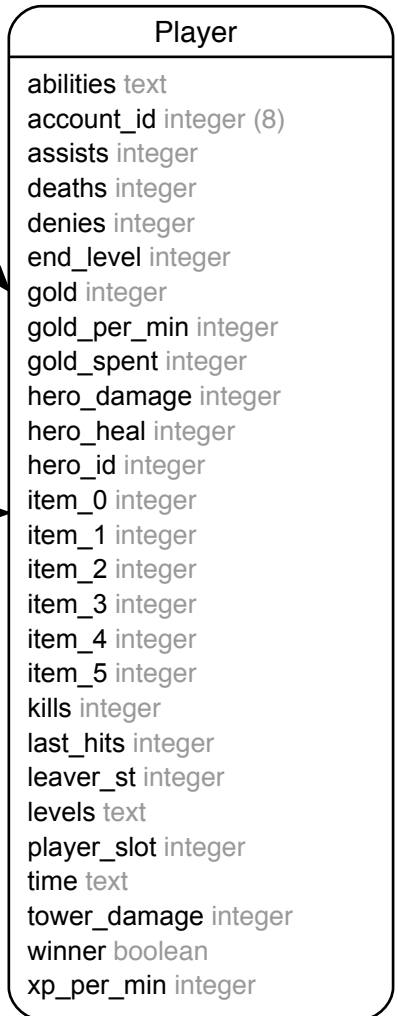 Player
abilities text
account_id integer (8)
assists integer
deaths integer
denies integer
end_level integer
gold integer
gold_per_min integer
gold_spent integer
hero_damage integer
hero_heal integer
hero_id integer
item_0 integer
item_1 integer
item_2 integer
item_3 integer
item_4 integer
item_5 integer
kills integer
last_hits integer
leaver_st integer
levels text
player_slot integer
time text
tower_damage integer
winner boolean
xp_per_min integer